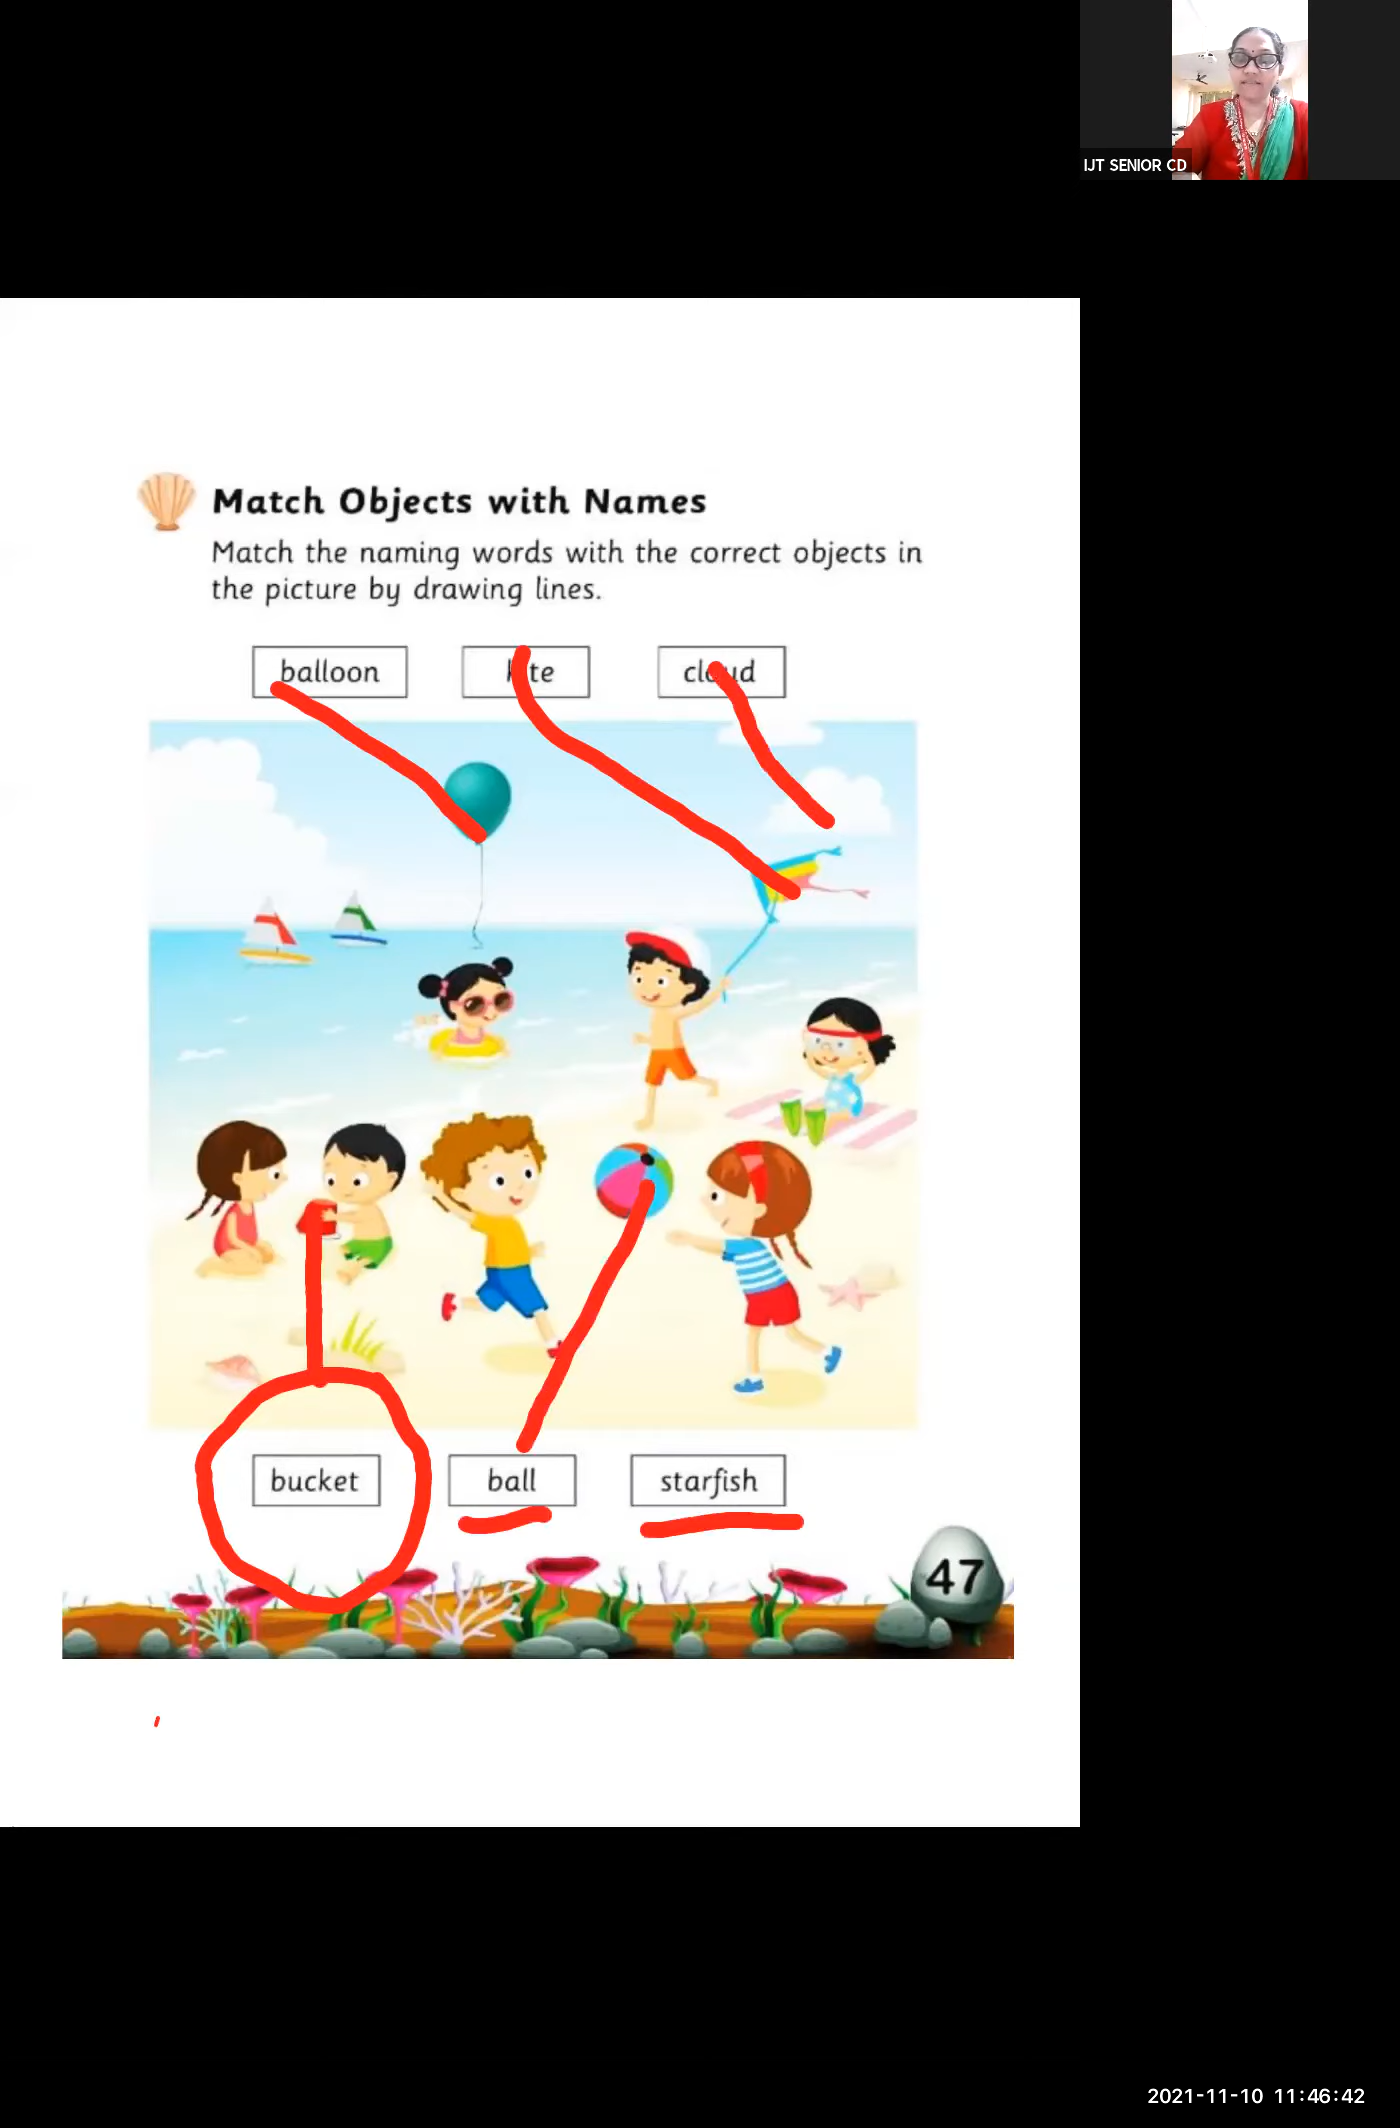 IJT SENIOR CD
Match Objects with Names
Match the naming words with the correct objects in
the picture by drawing lines.
balloon kite cloud
bucket ball starfish
47
2021-11-10 11:46:42